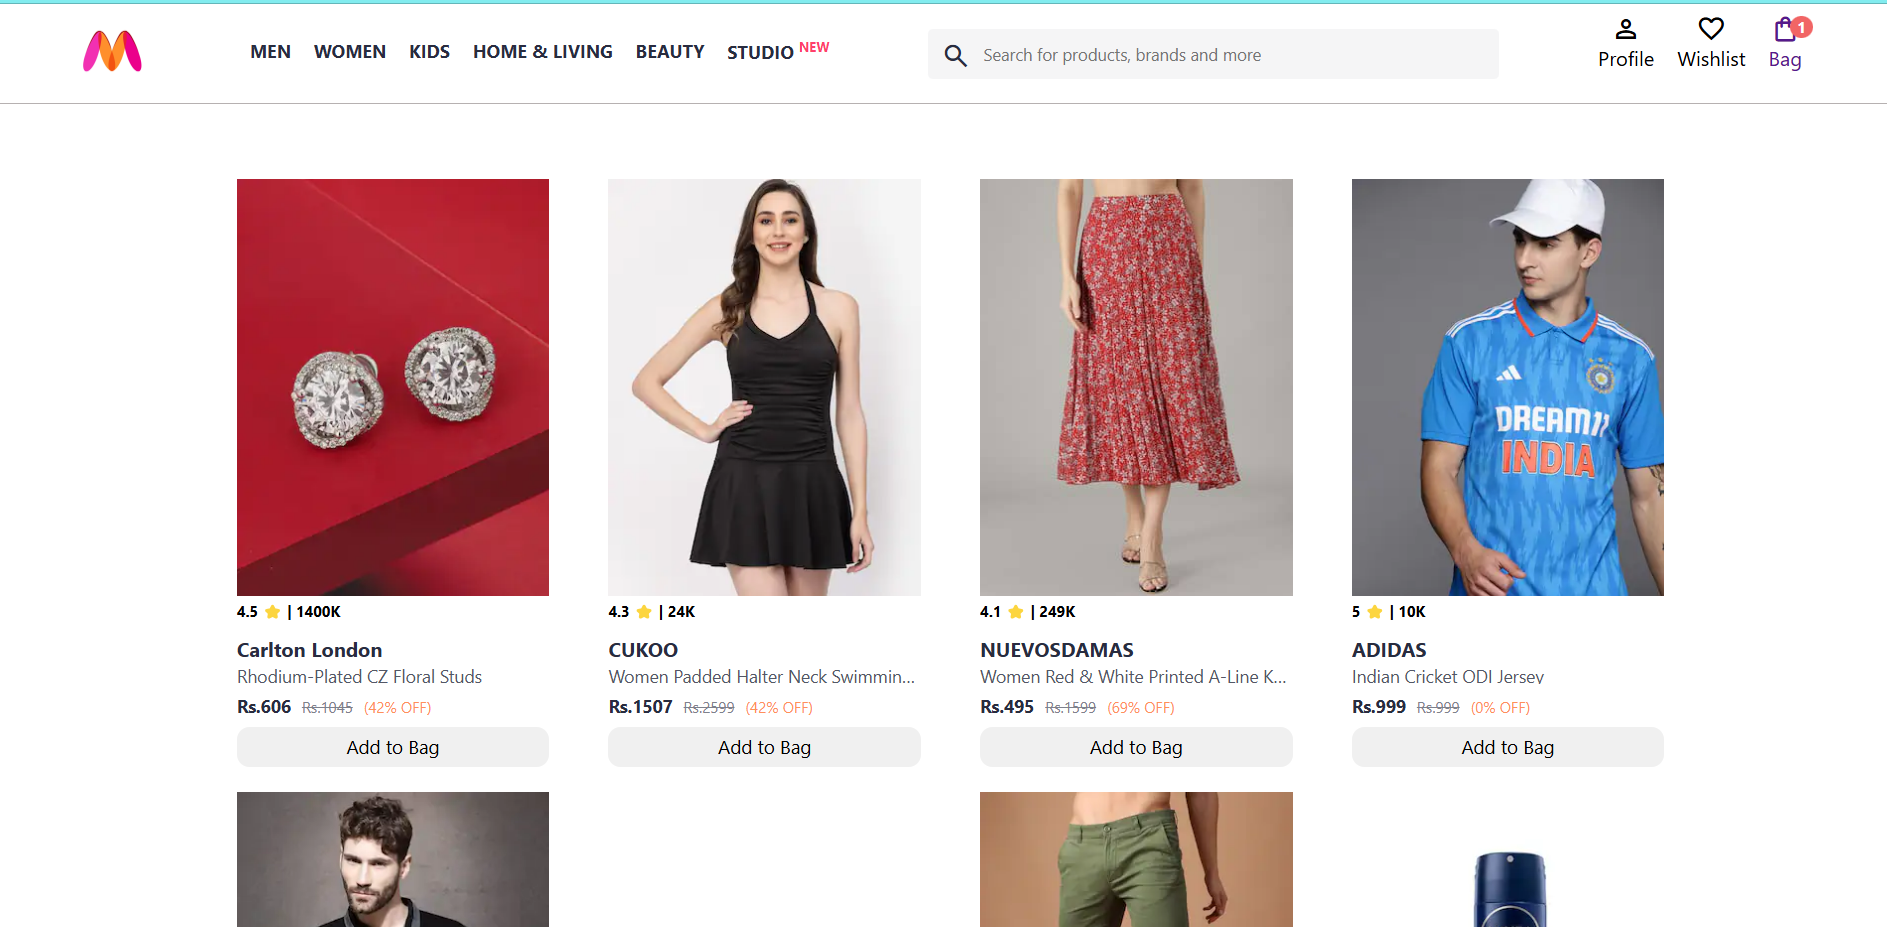 MEN WOMEN KIDS HOME & LIVING BEAUTY STUDIO NEW
Search for products, brands and more
Profile Wishlist Bag 1
DREAM11
INDIA
4.5 ⭐ | 1400K
Carlton London
Rhodium-Plated CZ Floral Studs
Rs.606 Rs.1045 (42% OFF)
Add to Bag
4.3 ⭐ | 24K
CUKOO
Women Padded Halter Neck Swimmin...
Rs.1507 Rs.2599 (42% OFF)
Add to Bag
4.1 ⭐ | 249K
NUEVOSDAMAS
Women Red & White Printed A-Line K...
Rs.495 Rs.1599 (69% OFF)
Add to Bag
5 ⭐ | 10K
ADIDAS
Indian Cricket ODI Jersey
Rs.999 Rs.999 (0% OFF)
Add to Bag